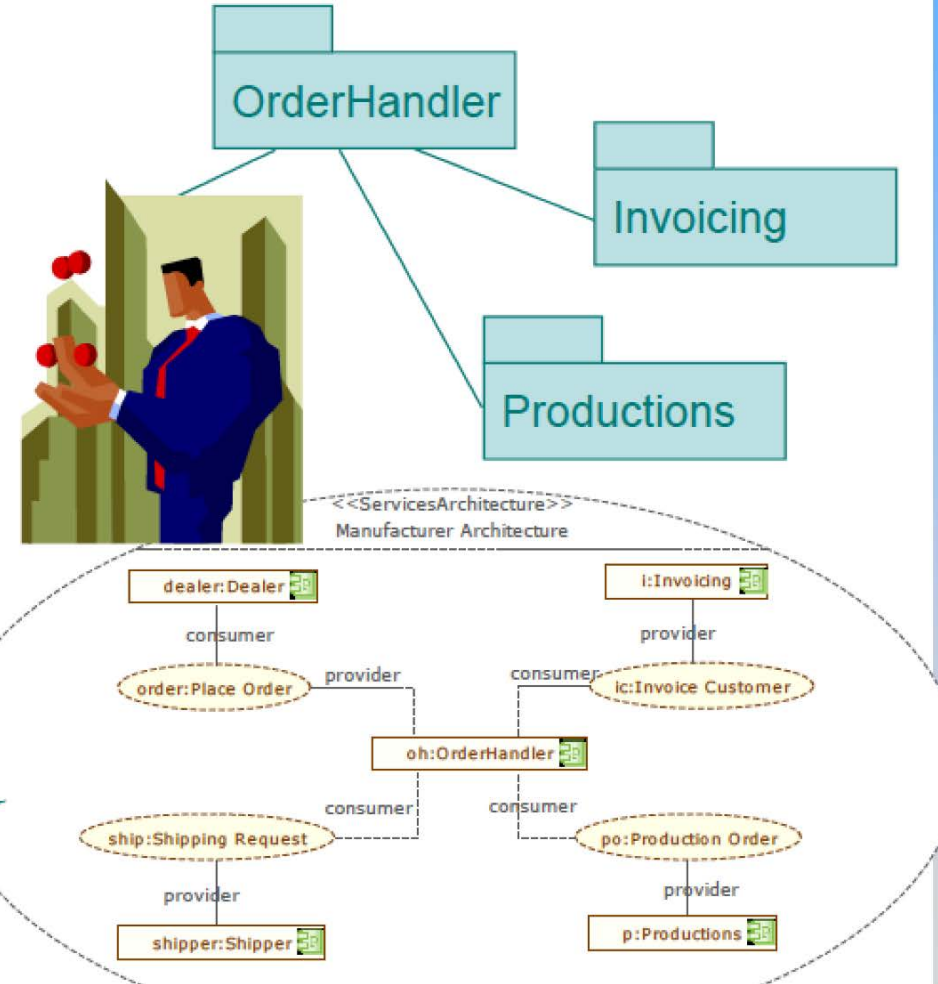 OrderHandler
Invoicing
Productions
<<ServicesArchitecture>>
Manufacturer Architecture
dealer:Dealer
i:Invoicing
consumer
provider
order:Place Order
provider
consumer
ic:Invoice Customer
oh:OrderHandler
consumer
consumer
ship:Shipping Request
po:Production Order
provider
provider
shipper:Shipper
p:Productions